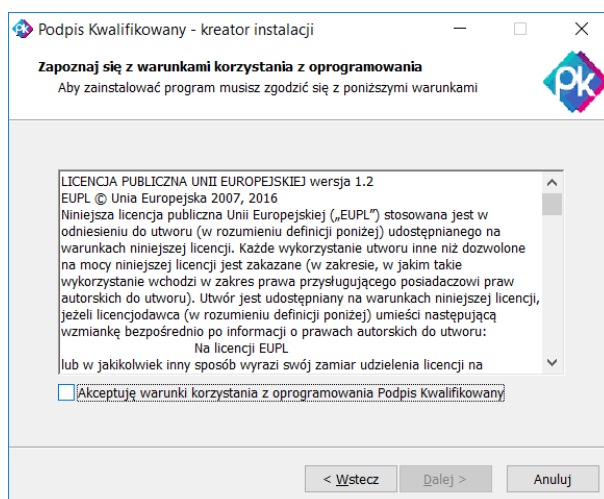 Podpis Kwalifikowany - kreator instalacji
Zapoznaj się z warunkami korzystania z oprogramowania
Aby zainstalować program musisz zgodzić się z poniższymi warunkami
pk
LICENCJA PUBLICZNA UNII EUROPEJSKIEJ wersja 1.2
EUPL © Unia Europejska 2007, 2016
Niniejsza licencja publiczna Unii Europejskiej („EUPL”) stosowana jest w
odniesieniu do utworu (w rozumieniu definicji poniżej) udostępnianego na
warunkach niniejszej licencji. Każde wykorzystanie utworu inne niż dozwolone
na mocy niniejszej licencji jest zakazane (w zakresie, w jakim takie
wykorzystanie wchodzi w zakres prawa przysługującego posiadaczowi praw
autorskich do utworu). Utwór jest udostępniany na warunkach niniejszej licencji,
jeżeli licencjodawca (w rozumieniu definicji poniżej) umieści następującą
wzmiankę bezpośrednio po informacji o prawach autorskich do utworu:
Na licencji EUPL
lub w jakikolwiek inny sposób wyrazi swój zamiar udzielenia licencji na
Akceptuję warunki korzystania z oprogramowania Podpis Kwalifikowany
< Wstecz
Dalej >
Anuluj